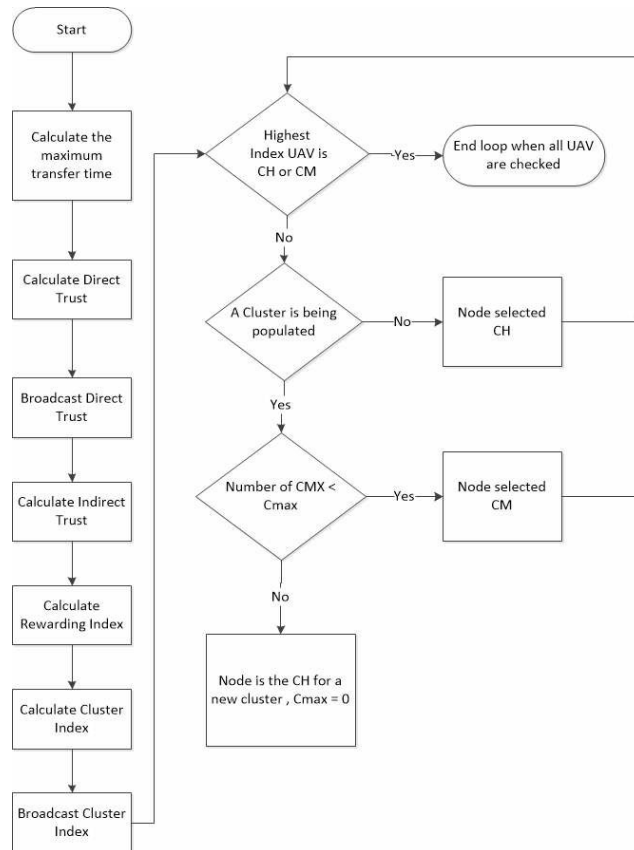 Start
Calculate the
maximum
transfer time
Calculate Direct
Trust
Broadcast Direct
Trust
Calculate Indirect
Trust
Calculate
Rewarding Index
Calculate Cluster
Index
Broadcast Cluster
Index
Highest
Index UAV is
CH or CM
Yes
End loop when all UAV
are checked
No
A Cluster is being
populated
No
Node selected
CH
Yes
Number of CMX <
Cmax
Yes
Node selected
CM
No
Node is the CH for a
new cluster , Cmax = 0